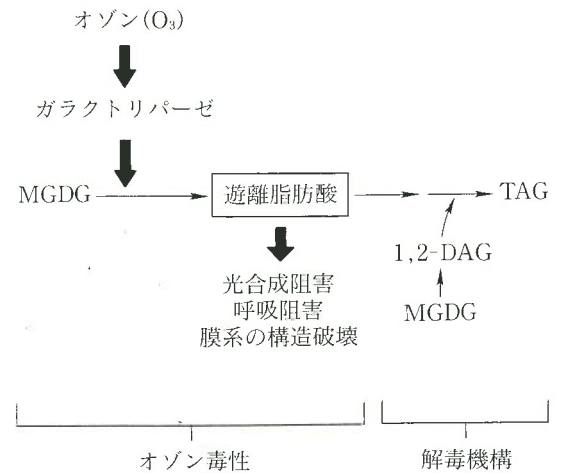 オゾン(O₃)
ガラクトリパーゼ
MGDG
遊離脂肪酸
TAG
1,2-DAG
MGDG
光合成阻害
呼吸阻害
膜系の構造破壊
オゾン毒性
解毒機構